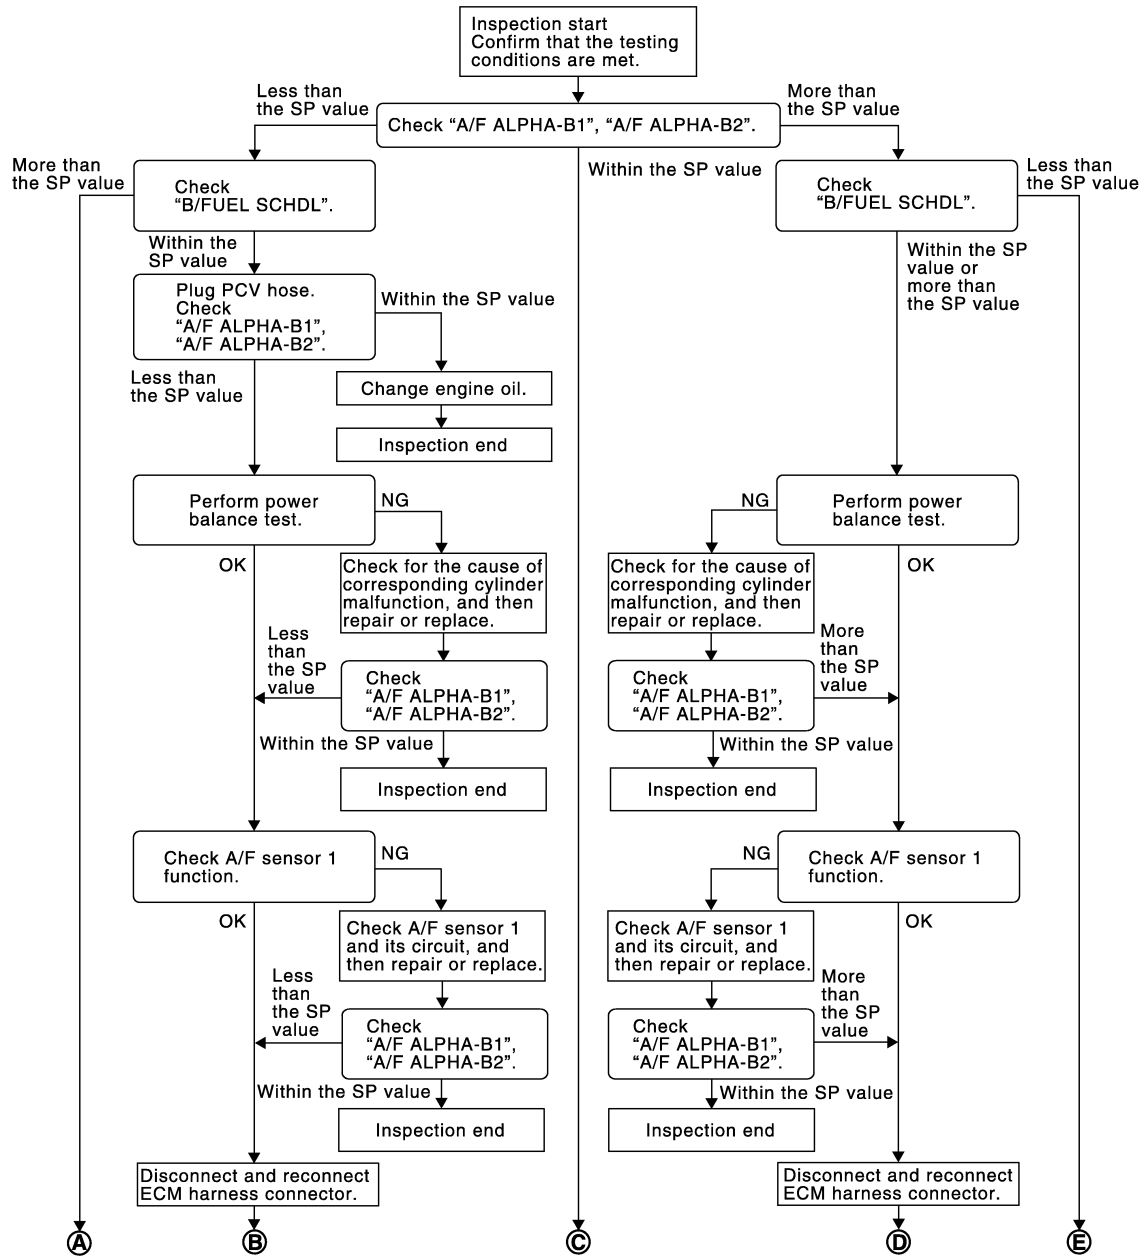 Inspection start
Confirm that the testing
conditions are met.
Less than
the SP value
More than
the SP value
Check “A/F ALPHA-B1”, “A/F ALPHA-B2”.
More than
the SP value
Within the SP value
Less than
the SP value
Check
“B/FUEL SCHDL”.
Check
“B/FUEL SCHDL”.
Within the
SP value
Within the SP
value or
more than
the SP value
Plug PCV hose.
Check
“A/F ALPHA-B1”,
“A/F ALPHA-B2”.
Within the SP value
Less than
the SP value
Change engine oil.
Inspection end
Perform power
balance test.
NG
NG
Perform power
balance test.
OK
OK
Check for the cause of
corresponding cylinder
malfunction, and then
repair or replace.
Check for the cause of
corresponding cylinder
malfunction, and then
repair or replace.
Less
than
the SP
value
More
than
the SP
value
Check
“A/F ALPHA-B1”,
“A/F ALPHA-B2”.
Check
“A/F ALPHA-B1”,
“A/F ALPHA-B2”.
Within the SP value
Within the SP value
Inspection end
Inspection end
Check A/F sensor 1
function.
NG
NG
Check A/F sensor 1
function.
OK
OK
Check A/F sensor 1
and its circuit, and
then repair or replace.
Check A/F sensor 1
and its circuit, and
then repair or replace.
Less
than
the SP
value
More
than
the SP
value
Check
“A/F ALPHA-B1”,
“A/F ALPHA-B2”.
Check
“A/F ALPHA-B1”,
“A/F ALPHA-B2”.
Within the SP value
Within the SP value
Inspection end
Inspection end
Disconnect and reconnect
ECM harness connector.
Disconnect and reconnect
ECM harness connector.
A
B
C
D
E